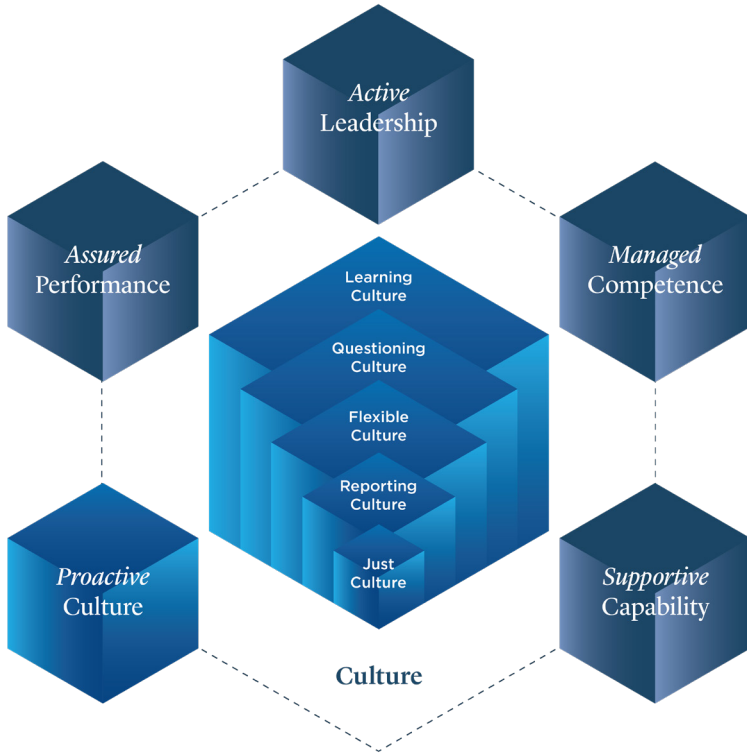 Active
Leadership
Assured
Performance
Managed
Competence
Learning
Culture
Questioning
Culture
Flexible
Culture
Reporting
Culture
Just
Culture
Proactive
Culture
Supportive
Capability
Culture